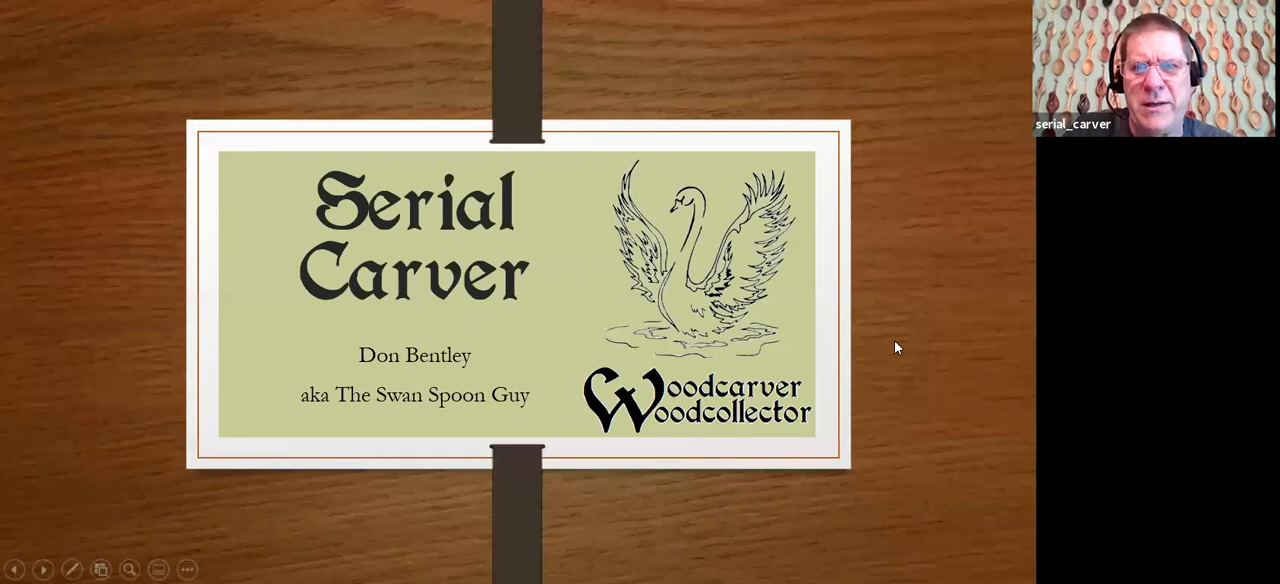 Serial
Carver
Don Bentley
aka The Swan Spoon Guy
Woodcarver
Woodcollector
serial_carver